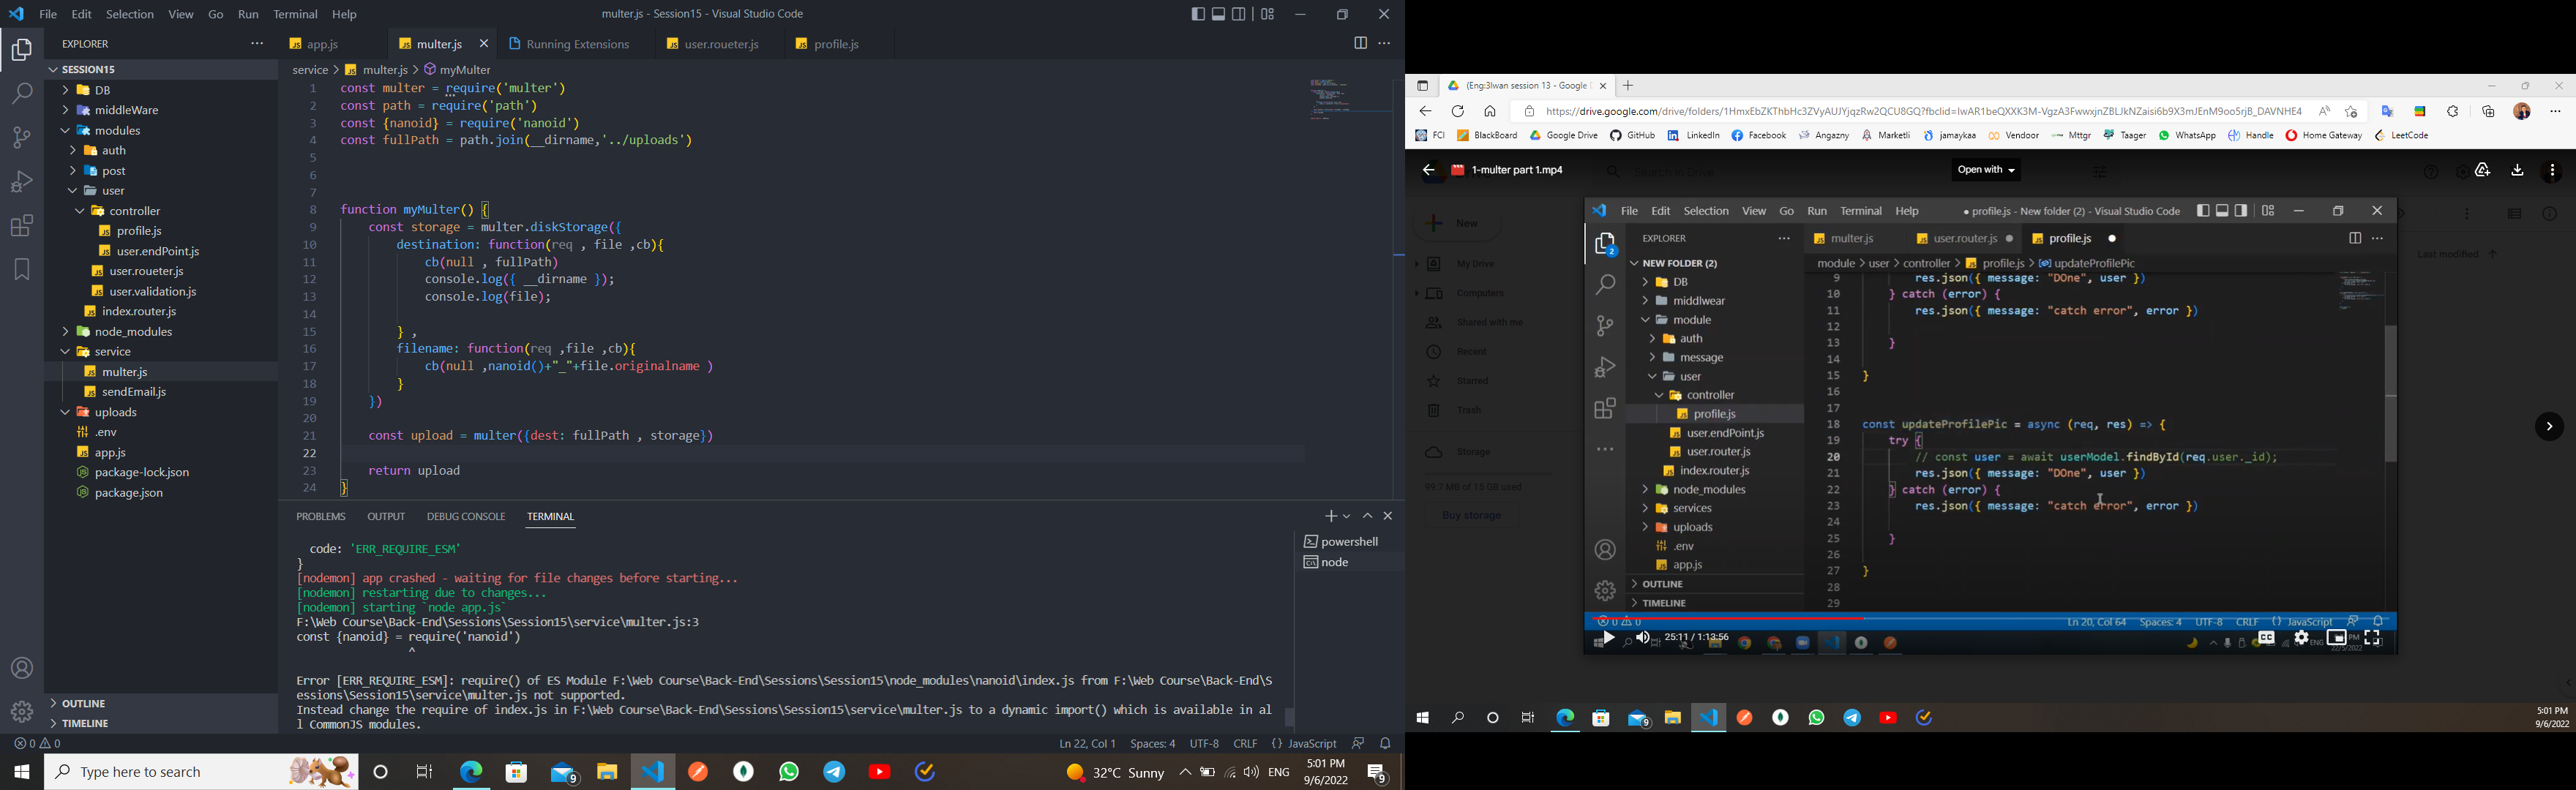 File Edit Selection View Go Run Terminal Help
multer.js - Session15 - Visual Studio Code
EXPLORER
SESSION15
DB
middleWare
modules
auth
post
user
controller
profile.js
user.endPoint.js
user.roueter.js
user.validation.js
index.router.js
node_modules
service
multer.js
sendEmail.js
uploads
.env
app.js
package-lock.json
package.json
OUTLINE
TIMELINE
app.js multer.js Running Extensions user.roueter.js profile.js
service > multer.js > myMulter
1 const multer = require('multer')
2 const path = require('path')
3 const {nanoid} = require('nanoid')
4 const fullPath = path.join(__dirname,'../uploads')
5
6
7
8 function myMulter() {
9 const storage = multer.diskStorage({
10 destination: function(req , file ,cb){
11 cb(null , fullPath)
12 console.log({ __dirname });
13 console.log(file);
14
15 } ,
16 filename: function(req ,file ,cb){
17 cb(null ,nanoid()+"_"+file.originalname )
18 }
19 })
20
21 const upload = multer({dest: fullPath , storage})
22
23 return upload
24 }
PROBLEMS OUTPUT DEBUG CONSOLE TERMINAL
powershell
node
code: 'ERR_REQUIRE_ESM'
}
[nodemon] app crashed - waiting for file changes before starting...
[nodemon] restarting due to changes...
[nodemon] starting `node app.js`
F:\Web Course\Back-End\Sessions\Session15\service\multer.js:3
const {nanoid} = require('nanoid')
^
Error [ERR_REQUIRE_ESM]: require() of ES Module F:\Web Course\Back-End\Sessions\Session15\node_modules\nanoid\index.js from F:\Web Course\Back-End\S
essions\Session15\service\multer.js not supported.
Instead change the require of index.js in F:\Web Course\Back-End\Sessions\Session15\service\multer.js to a dynamic import() which is available in al
l CommonJS modules.
0 0
Ln 22, Col 1 Spaces: 4 UTF-8 CRLF {} JavaScript
Type here to search
9
32°C Sunny
ENG
5:01 PM
9/6/2022
9
(Eng:3lwan session 13 - Google
https://drive.google.com/drive/folders/1HmxEbZKThbHc3ZVyAUJYjqzRw2QCU8GQ?fbclid=IwAR1beQXXK3M-VgzA3FwwxjnZBLJkNZaisi6b9X3mJEnM9oo5rjB_DAVNHE4
FCI BlackBoard Google Drive GitHub LinkedIn Facebook Angazny Marketli jamaykaa Vendoor Mttgr Taager WhatsApp Handle Home Gateway LeetCode
1-multer part 1.mp4
Search in Drive
Open with
New
My Drive
Computers
Shared with me
Recent
Starred
Trash
Storage
99.7 MB of 15 GB used
Buy storage
Last modified
File Edit Selection View Go Run Terminal Help
● profile.js - New folder (2) - Visual Studio Code
2
EXPLORER
NEW FOLDER (2)
DB
middlwear
module
auth
message
user
controller
profile.js
user.endPoint.js
user.router.js
index.router.js
node_modules
services
uploads
.env
app.js
OUTLINE
TIMELINE
multer.js user.router.js ● profile.js ●
module > user > controller > profile.js > updateProfilePic
9 res.json({ message: "DOne", user })
10 } catch (error) {
11 res.json({ message: "catch error", error })
12
13 }
14
15 }
16
17
18 const updateProfilePic = async (req, res) => {
19 try {
20 // const user = await userModel.findById(req.user._id);
21 res.json({ message: "DOne", user })
22 } catch (error) {
23 res.json({ message: "catch error", error })
24
25 }
26
27 }
28
29
0 0
Ln 20, Col 64 Spaces: 4 UTF-8 CRLF {} JavaScript
25:11 / 1:13:56
CC
ENG
PM
22/5/2022
9
5:01 PM
9/6/2022